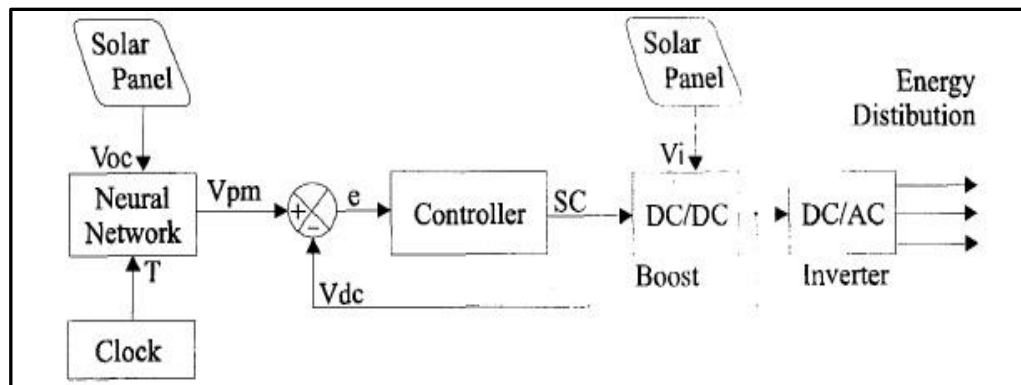 Solar
Panel
Solar
Panel
Energy
Distibution
Voc
Vi
Neural
Network
Vpm
e
Controller
SC
DC/DC
DC/AC
T
Vdc
Boost
Inverter
Clock
+
−